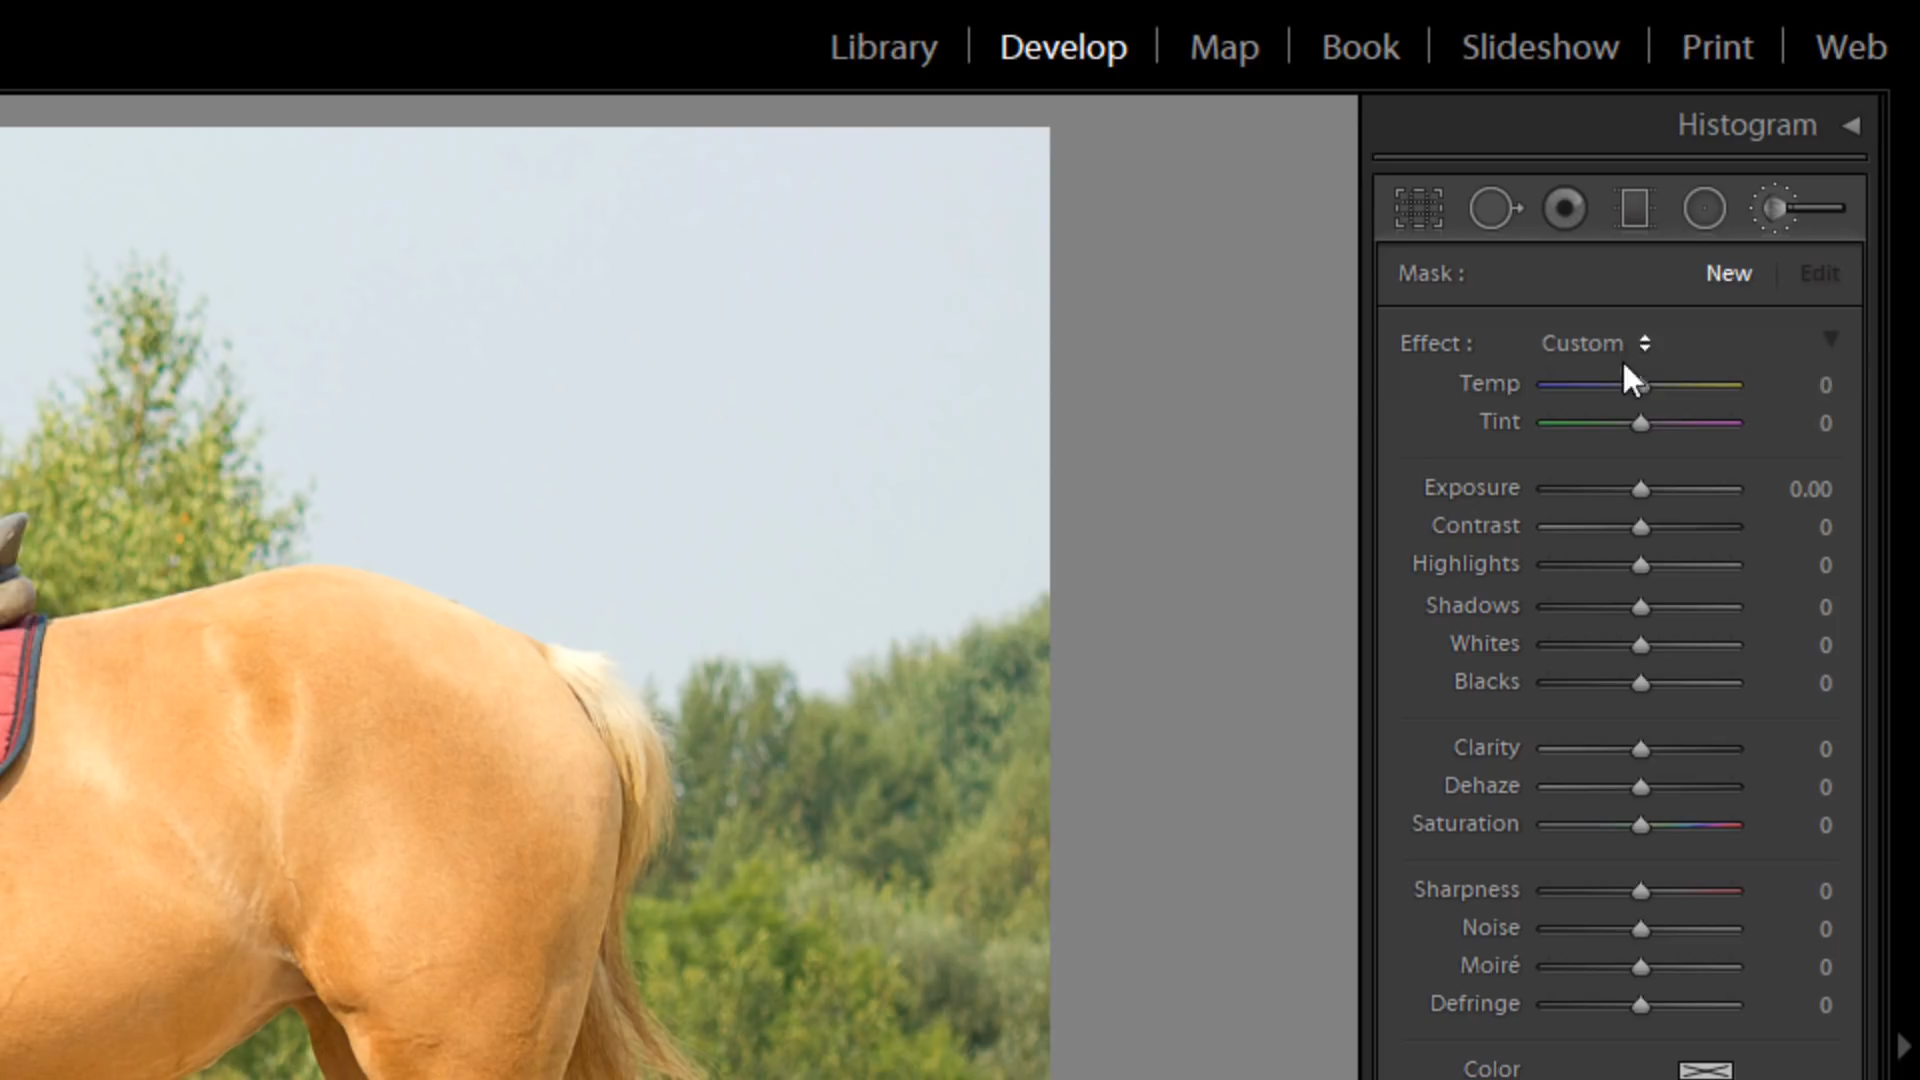 Library | Develop | Map | Book | Slideshow | Print | Web
Histogram
Mask : New | Edit
Effect : Custom
Temp 0
Tint 0
Exposure 0.00
Contrast 0
Highlights 0
Shadows 0
Whites 0
Blacks 0
Clarity 0
Dehaze 0
Saturation 0
Sharpness 0
Noise 0
Moiré 0
Defringe 0
Color